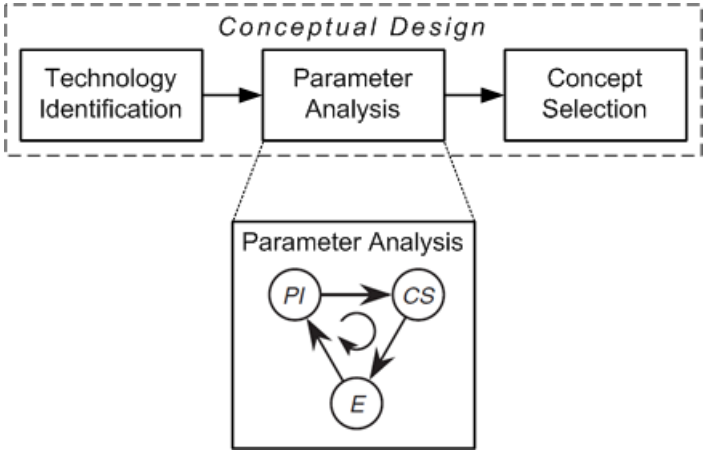 Conceptual Design
Technology
Identification
Parameter
Analysis
Concept
Selection
Parameter Analysis
PI
CS
E